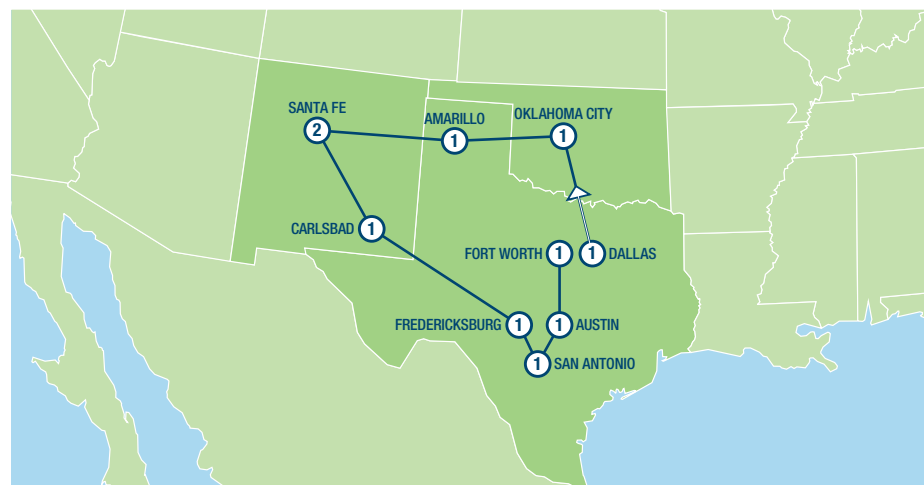 SANTA FE
2
AMARILLO
1
OKLAHOMA CITY
1
CARLSBAD
1
FORT WORTH
1
1
DALLAS
FREDERICKSBURG
1
1
AUSTIN
1
SAN ANTONIO